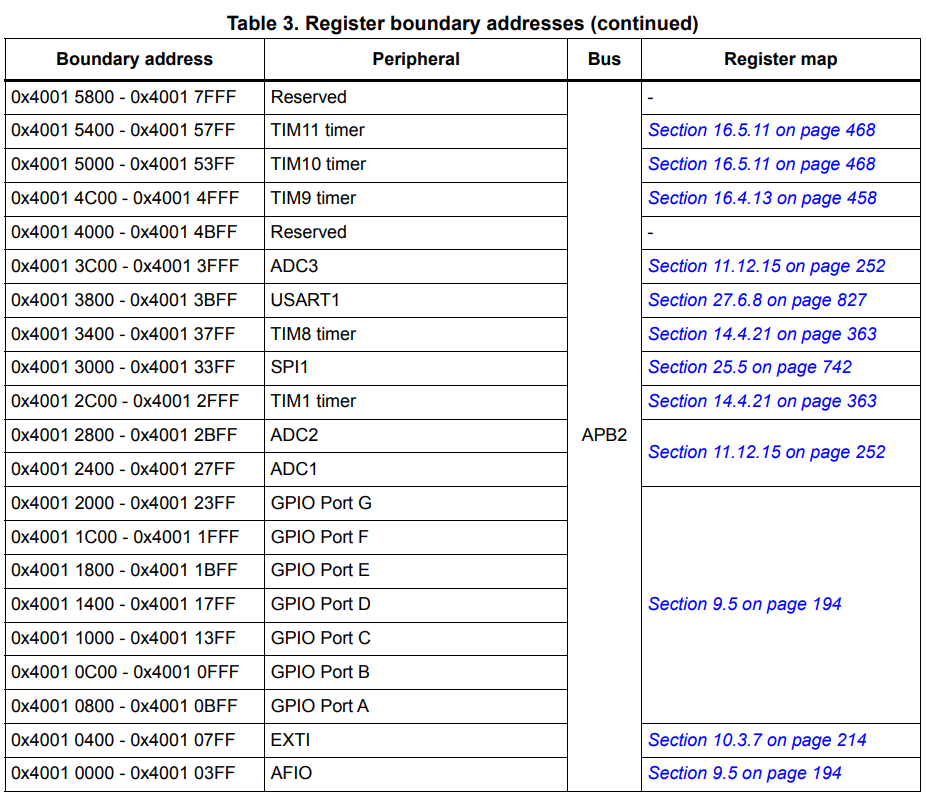 Table 3. Register boundary addresses (continued)
Boundary address Peripheral Bus Register map
0x4001 5800 - 0x4001 7FFF Reserved -
0x4001 5400 - 0x4001 57FF TIM11 timer Section 16.5.11 on page 468
0x4001 5000 - 0x4001 53FF TIM10 timer Section 16.5.11 on page 468
0x4001 4C00 - 0x4001 4FFF TIM9 timer Section 16.4.13 on page 458
0x4001 4000 - 0x4001 4BFF Reserved -
0x4001 3C00 - 0x4001 3FFF ADC3 Section 11.12.15 on page 252
0x4001 3800 - 0x4001 3BFF USART1 Section 27.6.8 on page 827
0x4001 3400 - 0x4001 37FF TIM8 timer Section 14.4.21 on page 363
0x4001 3000 - 0x4001 33FF SPI1 Section 25.5 on page 742
0x4001 2C00 - 0x4001 2FFF TIM1 timer Section 14.4.21 on page 363
0x4001 2800 - 0x4001 2BFF ADC2 APB2 Section 11.12.15 on page 252
0x4001 2400 - 0x4001 27FF ADC1
0x4001 2000 - 0x4001 23FF GPIO Port G
0x4001 1C00 - 0x4001 1FFF GPIO Port F
0x4001 1800 - 0x4001 1BFF GPIO Port E
0x4001 1400 - 0x4001 17FF GPIO Port D Section 9.5 on page 194
0x4001 1000 - 0x4001 13FF GPIO Port C
0x4001 0C00 - 0x4001 0FFF GPIO Port B
0x4001 0800 - 0x4001 0BFF GPIO Port A
0x4001 0400 - 0x4001 07FF EXTI Section 10.3.7 on page 214
0x4001 0000 - 0x4001 03FF AFIO Section 9.5 on page 194